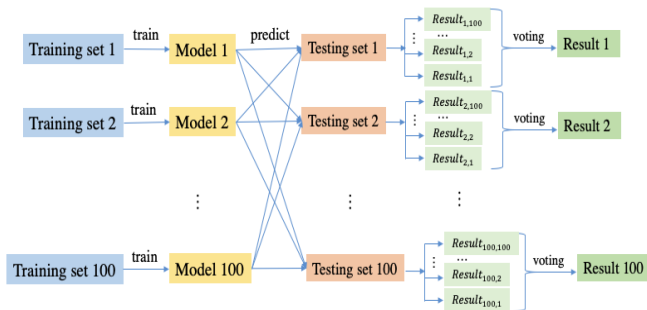 Training set 1 train Model 1 predict Testing set 1 Result1,100 voting Result 1
⋮ ...
Result1,2
Result1,1
Training set 2 train Model 2 Testing set 2 Result2,100 voting Result 2
⋮ ...
Result2,2
Result2,1
⋮ ⋮ ⋮
Training set 100 train Model 100 Testing set 100 Result100,100 voting Result 100
⋮ ...
Result100,2
Result100,1